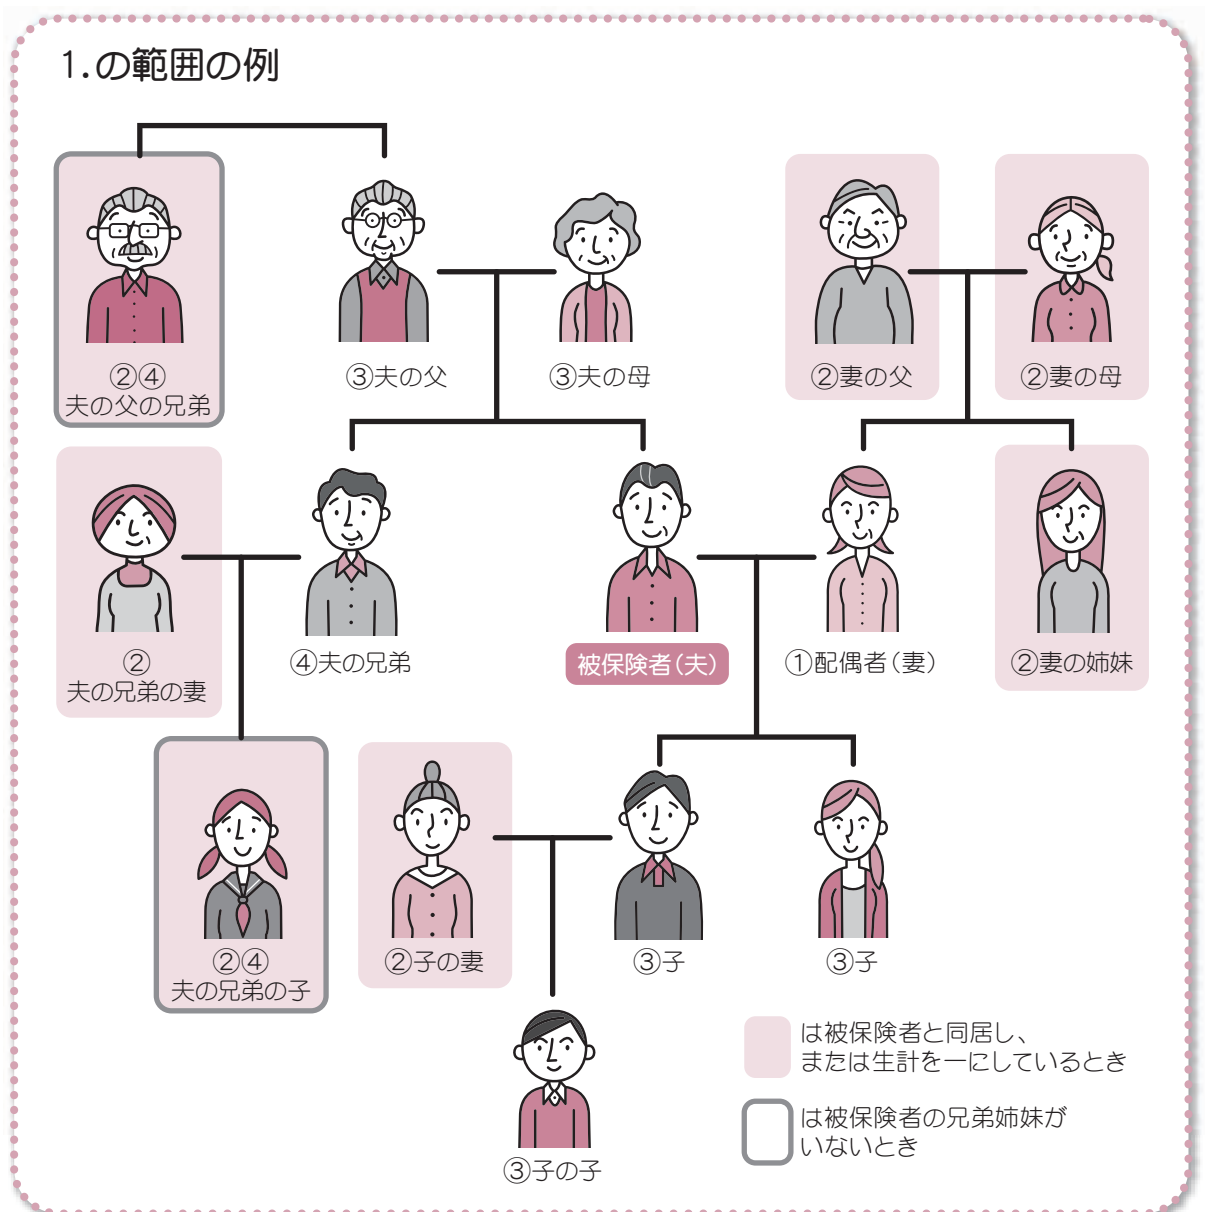 1.の範囲の例
②④
夫の父の兄弟
③夫の父
③夫の母
②妻の父
②妻の母
②
夫の兄弟の妻
④夫の兄弟
被保険者(夫)
①配偶者(妻)
②妻の姉妹
②④
夫の兄弟の子
②子の妻
③子
③子
③子の子
は被保険者と同居し、
または生計を一にしているとき
は被保険者の兄弟姉妹が
いないとき